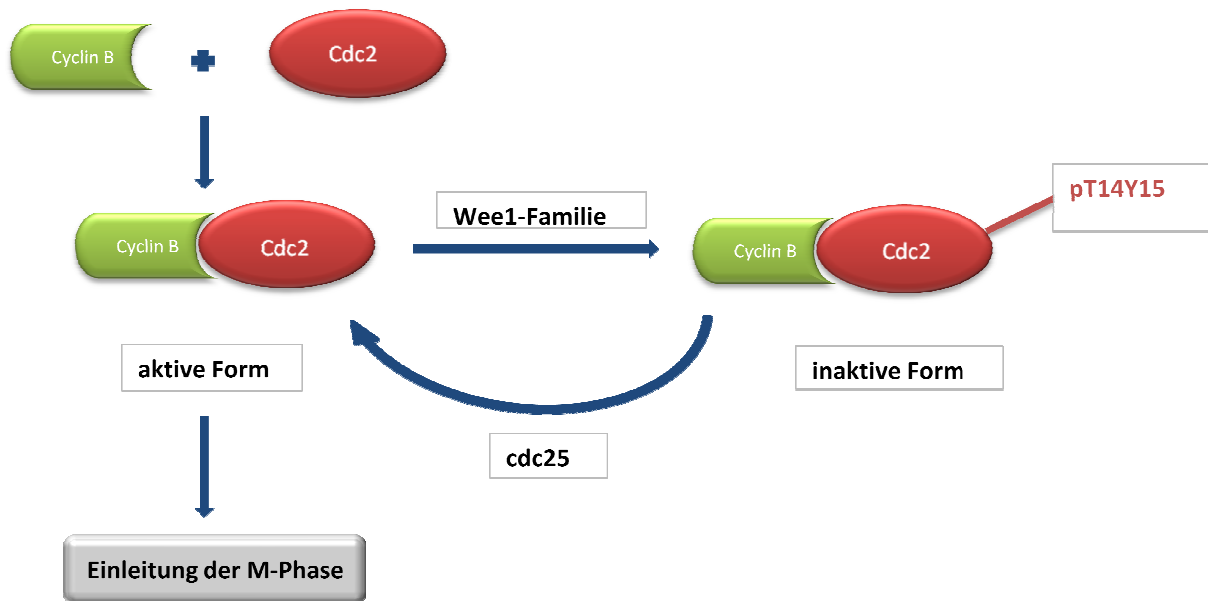 Cyclin B
Cdc2
Wee1-Familie
pT14Y15
Cyclin B
Cdc2
Cyclin B
Cdc2
aktive Form
inaktive Form
cdc25
Einleitung der M-Phase